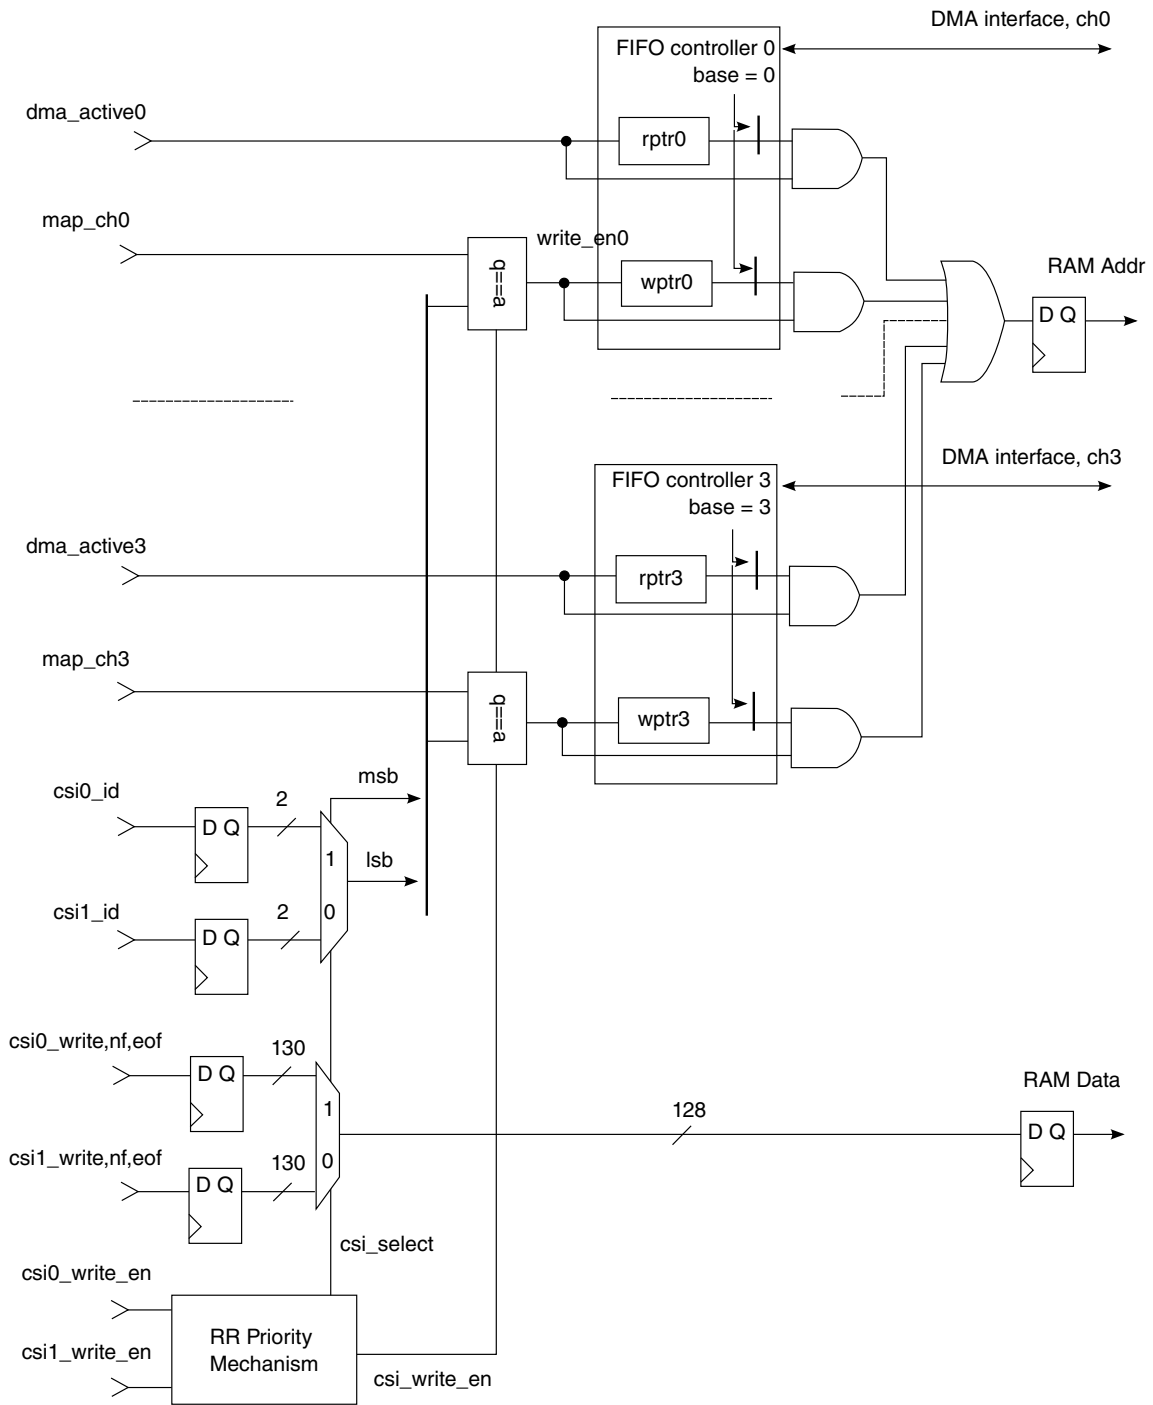 DMA interface, ch0
FIFO controller 0
base = 0
dma_active0
rptr0
map_ch0
write_en0
q==a
wptr0
RAM Addr
D Q
DMA interface, ch3
FIFO controller 3
base = 3
dma_active3
rptr3
map_ch3
q==a
wptr3
msb
csi0_id
2
D Q
1
lsb
csi1_id
2
0
D Q
csi0_write,nf,eof
130
D Q
RAM Data
1
128
D Q
csi1_write,nf,eof
130
0
D Q
csi_select
csi0_write_en
RR Priority
Mechanism
csi1_write_en
csi_write_en